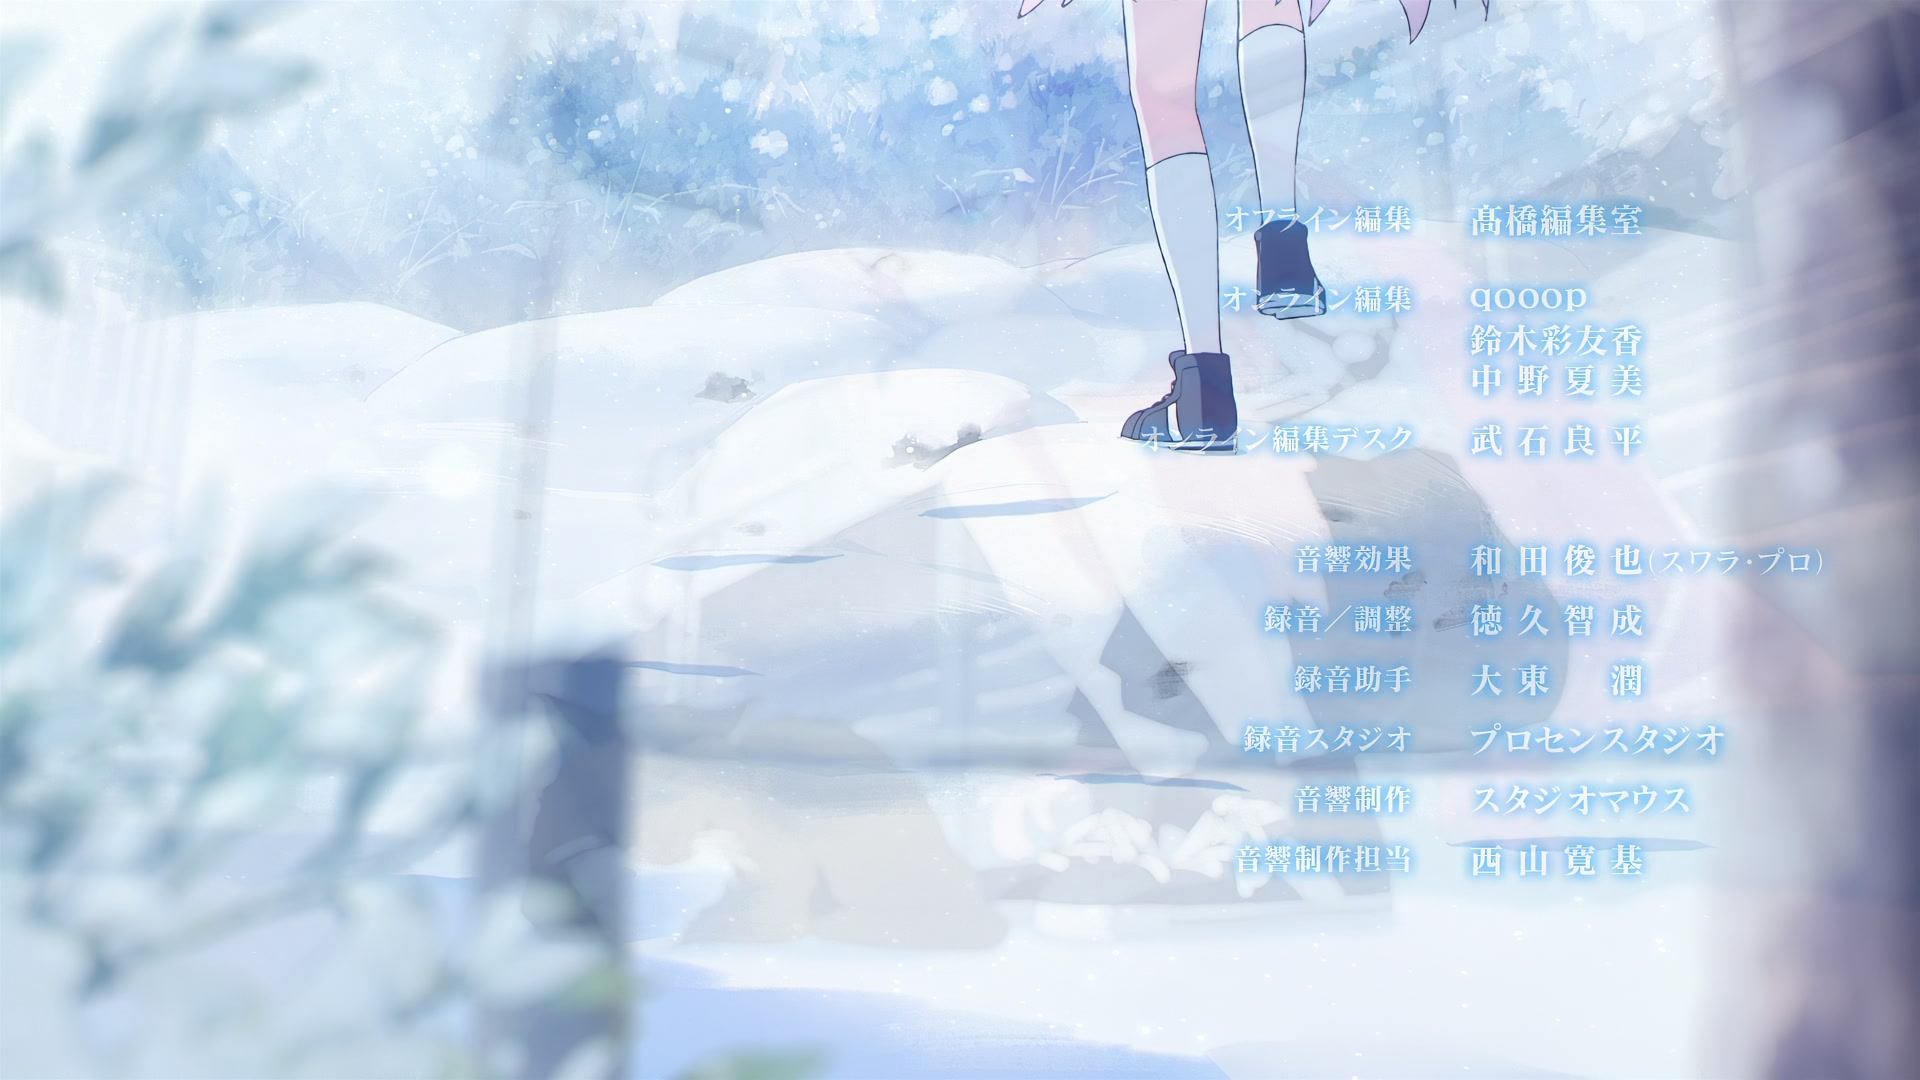 オフライン編集 髙橋編集室
オンライン編集 qooop
鈴木彩友香
中野夏美
オンライン編集デスク 武石良平
音響効果 和田俊也(スワラ・プロ)
録音／調整 徳久智成
録音助手 大東 潤
録音スタジオ プロセンスタジオ
音響制作 スタジオマウス
音響制作担当 西山寛基